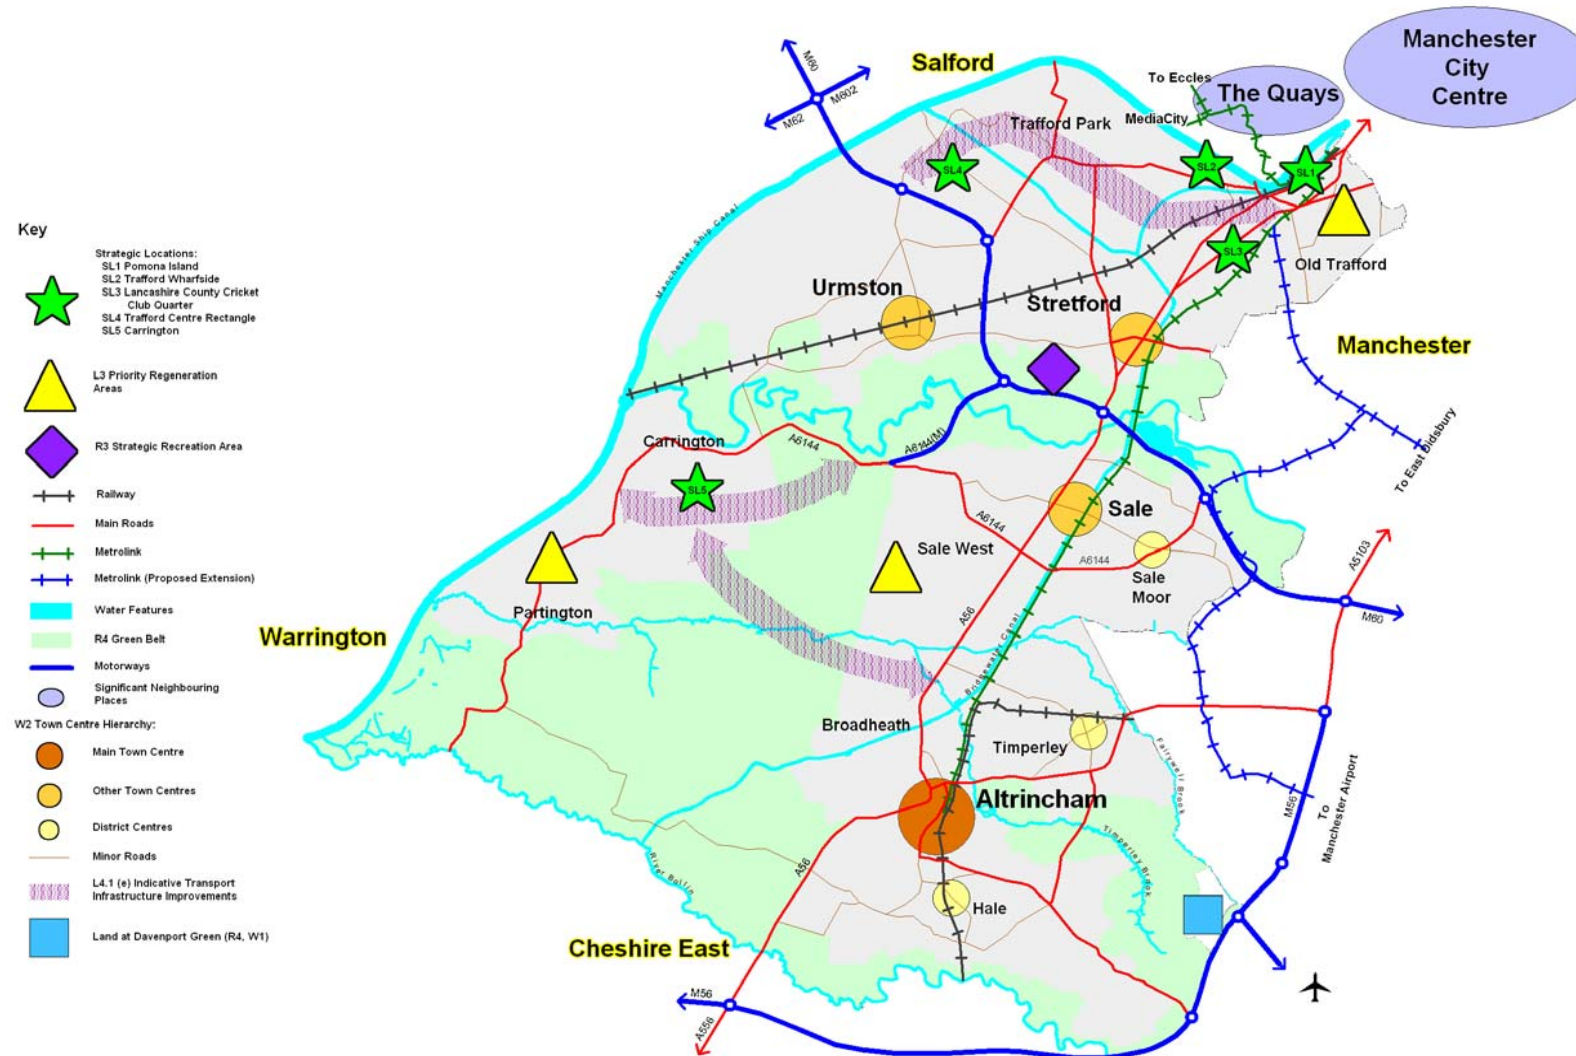 Manchester
City
Centre
Salford
M60
M602
M62
To Eccles
The Quays
MediaCity
Trafford Park
SL4
SL2
SL1
SL3
Old Trafford
Manchester Ship Canal
Urmston
Stretford
Manchester
Key
Strategic Locations:
SL1 Pomona Island
SL2 Trafford Wharfside
SL3 Lancashire County Cricket
Club Quarter
SL4 Trafford Centre Rectangle
SL5 Carrington
L3 Priority Regeneration
Areas
R3 Strategic Recreation Area
Railway
Main Roads
Metrolink
Metrolink (Proposed Extension)
Water Features
R4 Green Belt
Motorways
Significant Neighbouring
Places
W2 Town Centre Hierarchy:
Main Town Centre
Other Town Centres
District Centres
Minor Roads
L4.1 (e) Indicative Transport
Infrastructure Improvements
Land at Davenport Green (R4, W1)
Carrington
A6144
A6144(M)
To East Didsbury
SL5
Sale
A6144
A6144
Sale West
Sale
Moor
A5103
M60
Partington
Warrington
A56
Bridgewater Canal
Broadheath
Timperley
Fairywell Brook
M56
To
Manchester Airport
Altrincham
Timperley Brook
A56
River Bollin
Hale
Cheshire East
M56
A556